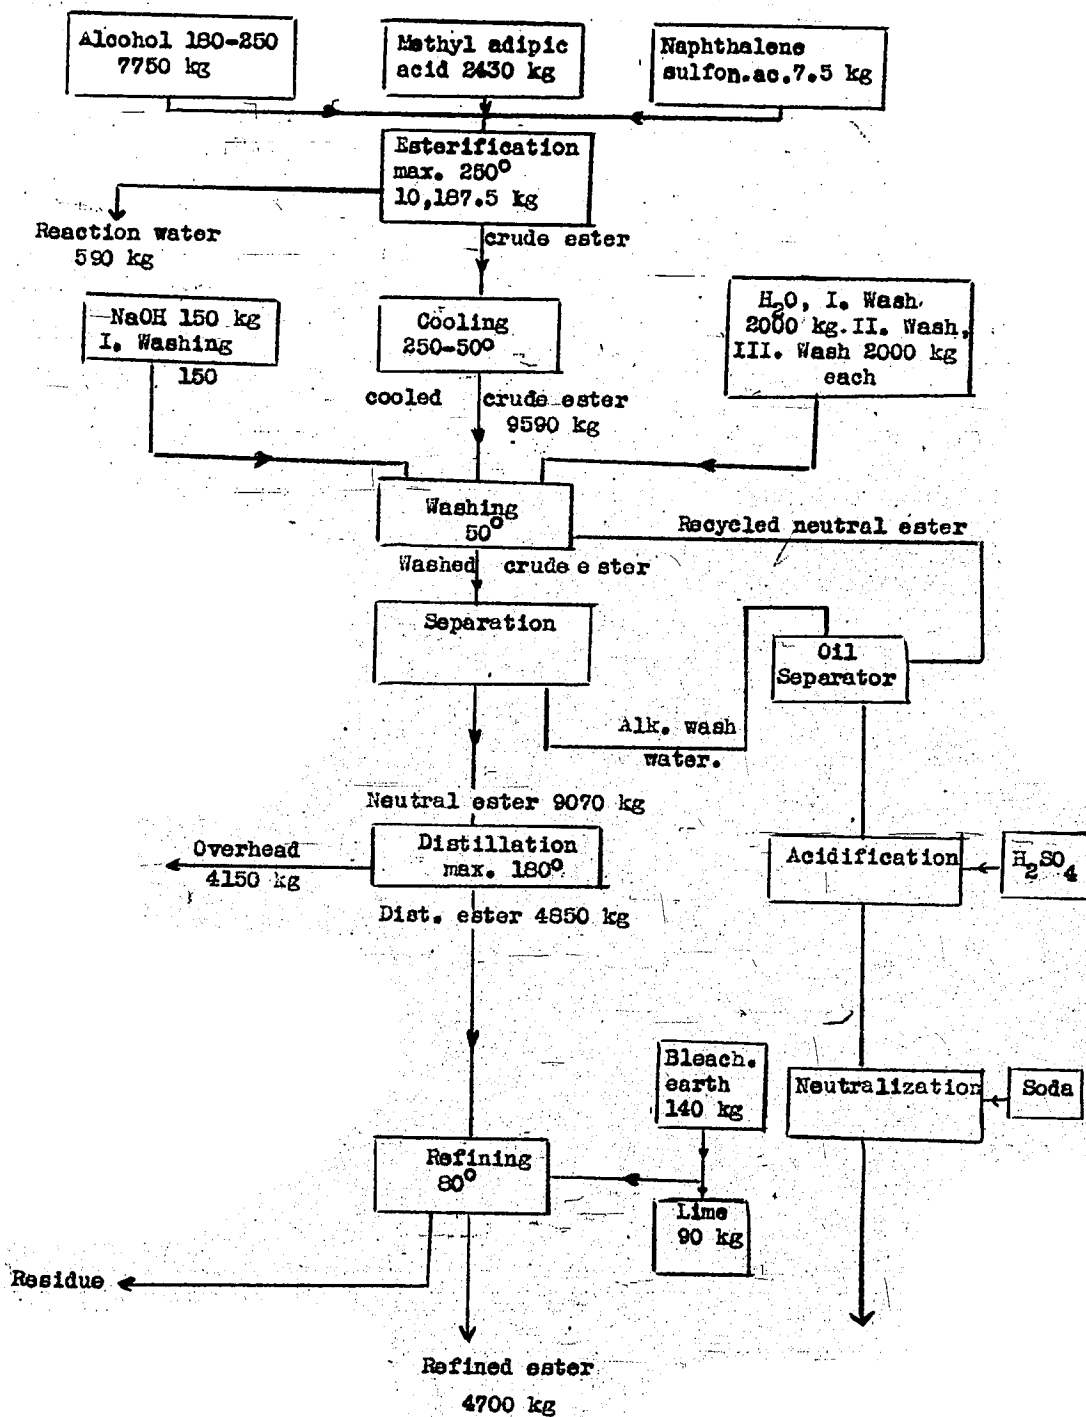 Alcohol 180-250
7750 kg
Methyl adipic
acid 2430 kg
Naphthalene
sulfon.ac.7.5 kg
Esterification
max. 250°
10,187.5 kg
Reaction water
590 kg
crude ester
NaOH 150 kg
I. Washing
150
Cooling
250-50°
H2O, I. Wash
2000 kg. II. Wash,
III. Wash 2000 kg
each
cooled crude ester
9590 kg
Washing
50°
Recycled neutral ester
Washed crude ester
Separation
Oil
Separator
Alk. wash
water.
Neutral ester 9070 kg
Distillation
max. 180°
Overhead
4150 kg
Acidification
H2SO4
Dist. ester 4850 kg
Bleach.
earth
140 kg
Neutralization
Soda
Refining
80°
Lime
90 kg
Residue
Refined ester
4700 kg